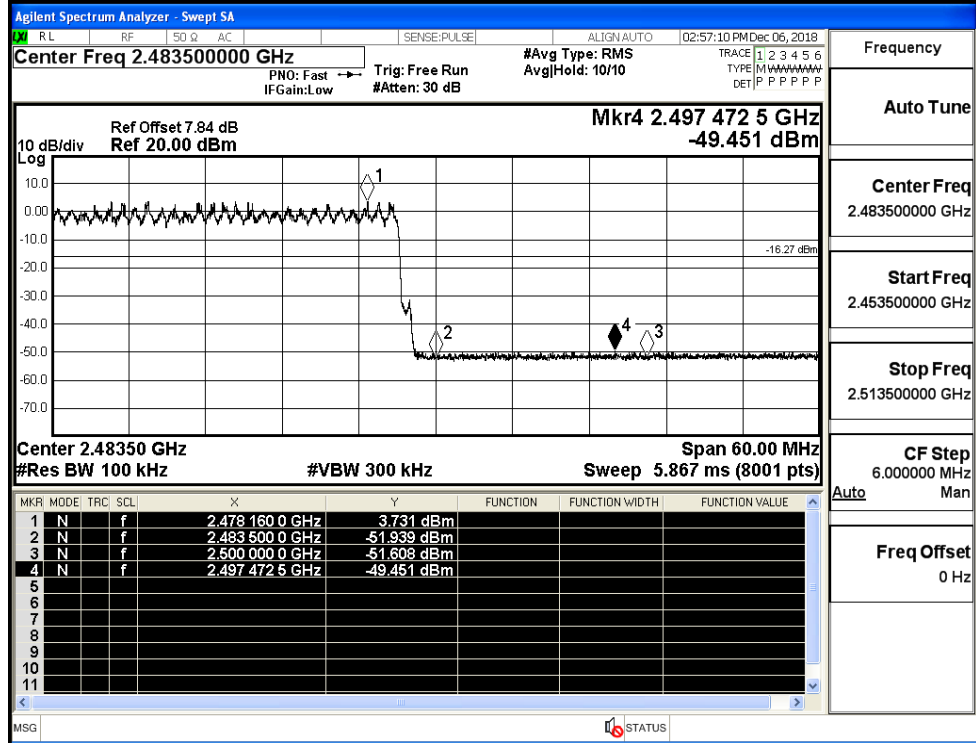 Agilent Spectrum Analyzer - Swept SA
LXI RL RF 50 Ω AC SENSE:PULSE ALIGN AUTO 02:57:10 PM Dec 06, 2018
Center Freq 2.483500000 GHz
PNO: Fast
IFGain:Low
Trig: Free Run
#Atten: 30 dB
#Avg Type: RMS
Avg|Hold: 10/10
TRACE 1 2 3 4 5 6
TYPE M WWWWW
DET P P P P P P
Mkr4 2.497 472 5 GHz
-49.451 dBm
Ref Offset 7.84 dB
10 dB/div Ref 20.00 dBm
Log
10.0
0.00
-10.0
-20.0
-30.0
-40.0
-50.0
-60.0
-70.0
1
2
4
3
-16.27 dBm
Center 2.48350 GHz Span 60.00 MHz
#Res BW 100 kHz #VBW 300 kHz Sweep 5.867 ms (8001 pts)
MKR MODE TRC SCL X Y FUNCTION FUNCTION WIDTH FUNCTION VALUE
1 N f 2.478 160 0 GHz 3.731 dBm
2 N f 2.483 500 0 GHz -51.939 dBm
3 N f 2.500 000 0 GHz -51.608 dBm
4 N f 2.497 472 5 GHz -49.451 dBm
5
6
7
8
9
10
11
MSG STATUS
Frequency
Auto Tune
Center Freq
2.483500000 GHz
Start Freq
2.453500000 GHz
Stop Freq
2.513500000 GHz
CF Step
6.000000 MHz
Auto Man
Freq Offset
0 Hz